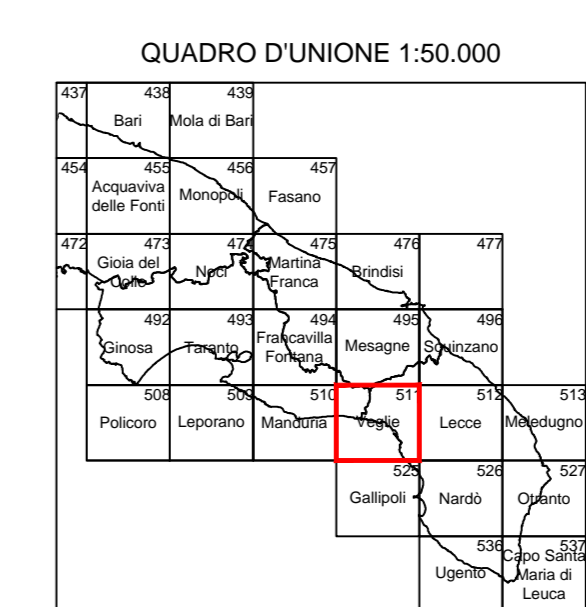 QUADRO D'UNIONE 1:50.000
437 438 439
Bari Mola di Bari
454 455 456 457
Acquaviva
delle Fonti
Monopoli Fasano
472 473 474 475 476 477
Gioia del
Colle
Noci
Martina
Franca
Brindisi
492 493 494 495 496
Ginosa Taranto
Francavilla
Fontana
Mesagne Squinzano
508 509 510 511 512 513
Policoro Leporano Manduria Veglie Lecce Meledugno
525 526 527
Gallipoli Nardò Otranto
536 537
Ugento
Capo Santa
Maria di
Leuca